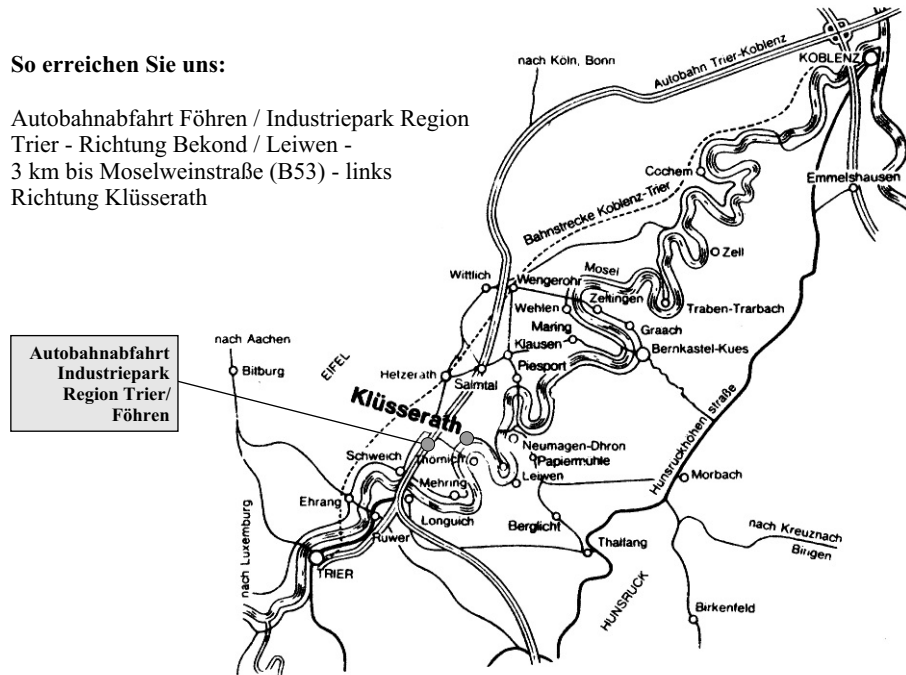 So erreichen Sie uns:
Autobahnabfahrt Föhren / Industriepark Region
Trier - Richtung Bekond / Leiwen -
3 km bis Moselweinstraße (B53) - links
Richtung Klüsserath
nach Köln, Bonn
Autobahn Trier-Koblenz
KOBLENZ
Cochem
Emmelshausen
Bahnstrecke Koblenz-Trier
Zell
Mosel
Wittlich
Wengerohr
Wehlen
Zeltingen
Traben-Trarbach
Maring
Graach
Klausen
Bernkastel-Kues
nach Aachen
Bitburg
EIFEL
Autobahnabfahrt
Industriepark
Region Trier/
Föhren
Hetzerath
Salmtal
Piesport
Klüsserath
Hunsrückhöhenstraße
Schweich
Thörnich
Neumagen-Dhron
(Papiermühle
Mehring
Leiwen
Morbach
Ehrang
Longuich
Berglicht
nach Kreuznach
Bingen
Ruwer
Thalfang
nach Luxemburg
TRIER
HUNSRÜCK
Birkenfeld